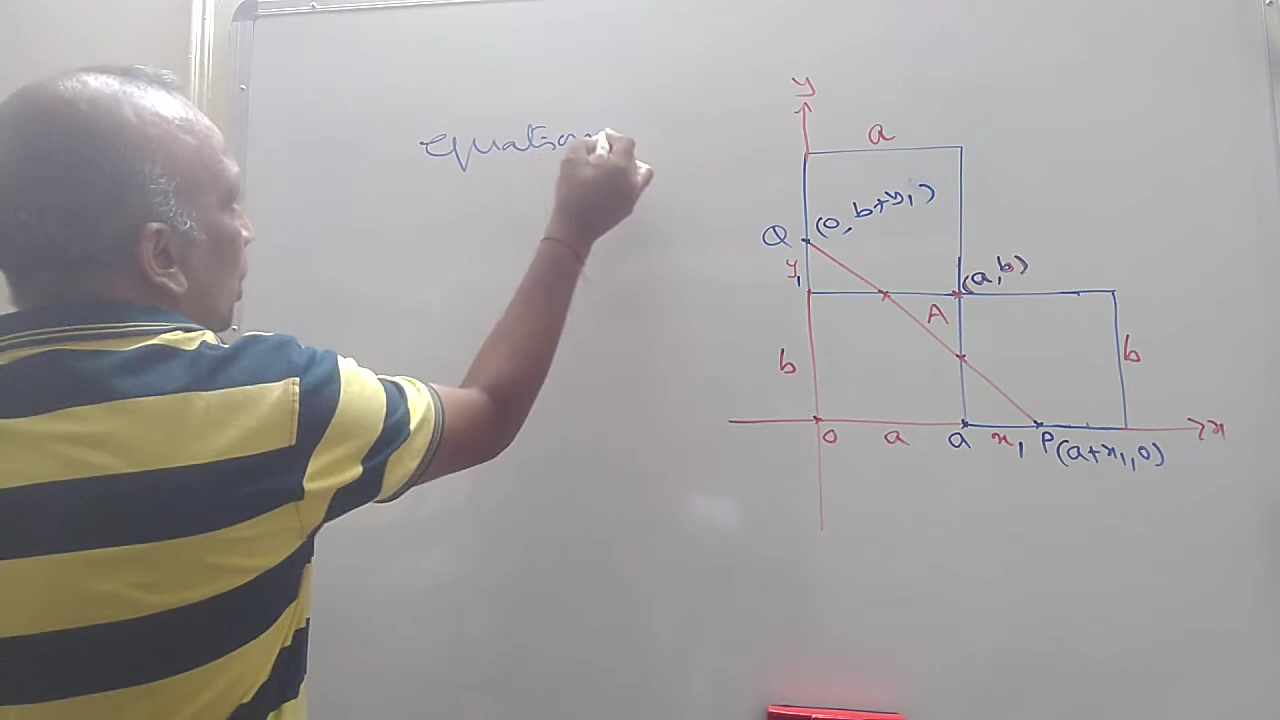 equation
y
a
Q (0, b+y₁)
y₁
(a, b)
A
b
b
x
0 a a x₁ P(a+x₁, 0)